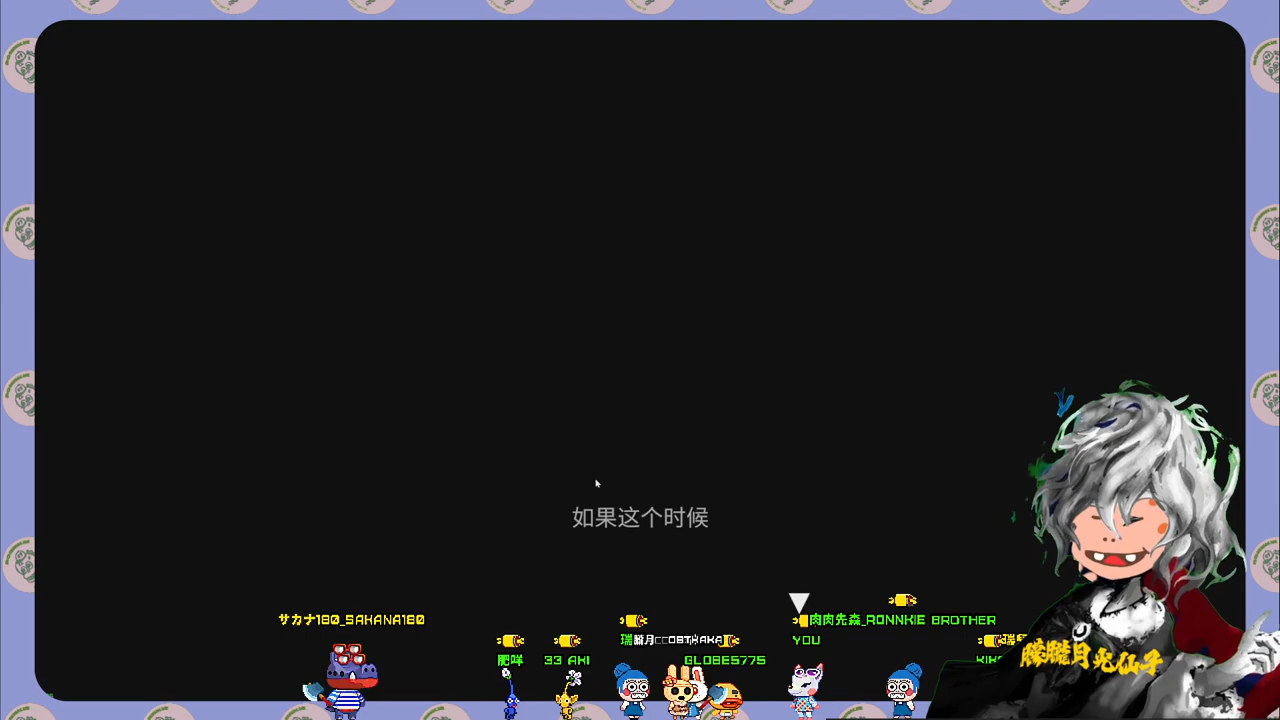 如果这个时候
サカナ180_SAKANA180
肉肉先森_RONNKIE BROTHER
YOU
肥咩
33 AKI
GLOBES775
朦朧月光仙子